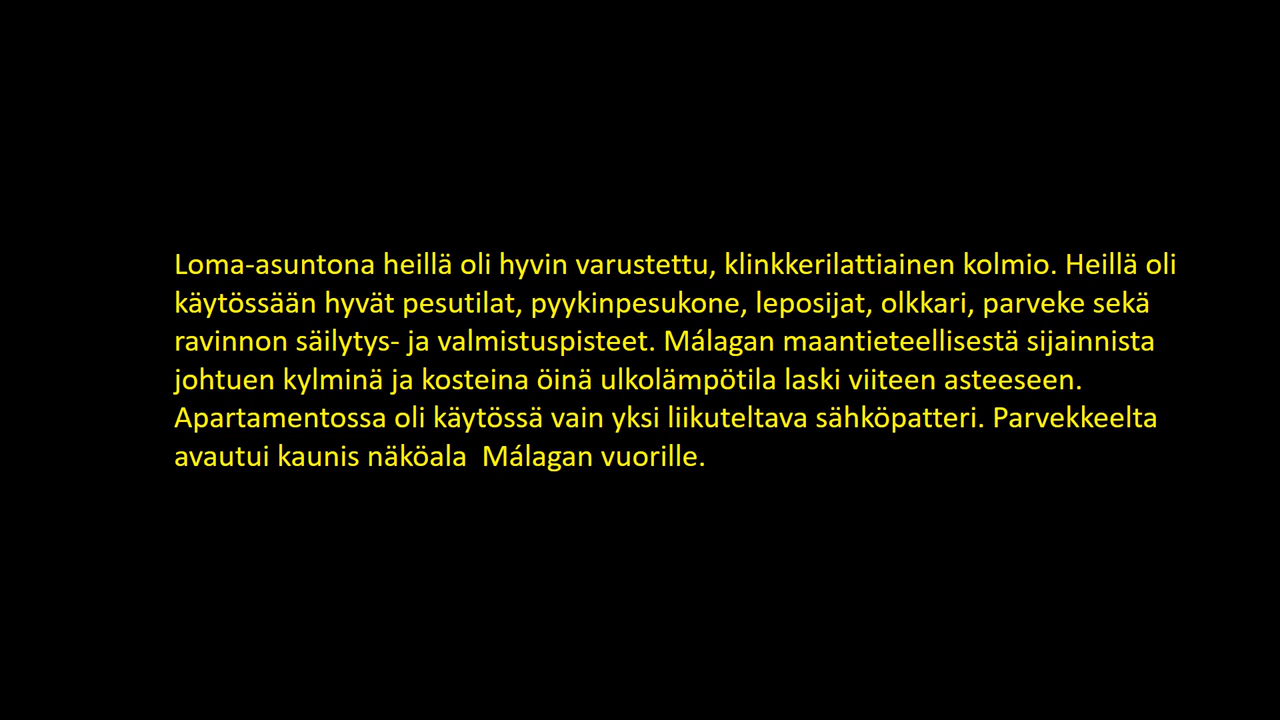 Loma-asuntona heillä oli hyvin varustettu, klinkkerilattiainen kolmio. Heillä oli
käytössään hyvät pesutilat, pyykinpesukone, leposijat, olkkari, parveke sekä
ravinnon säilytys- ja valmistuspisteet. Málagan maantieteellisestä sijainnista
johtuen kylminä ja kosteina öinä ulkolämpötila laski viiteen asteeseen.
Apartamentossa oli käytössä vain yksi liikuteltava sähköpatteri. Parvekkeelta
avautui kaunis näköala  Málagan vuorille.